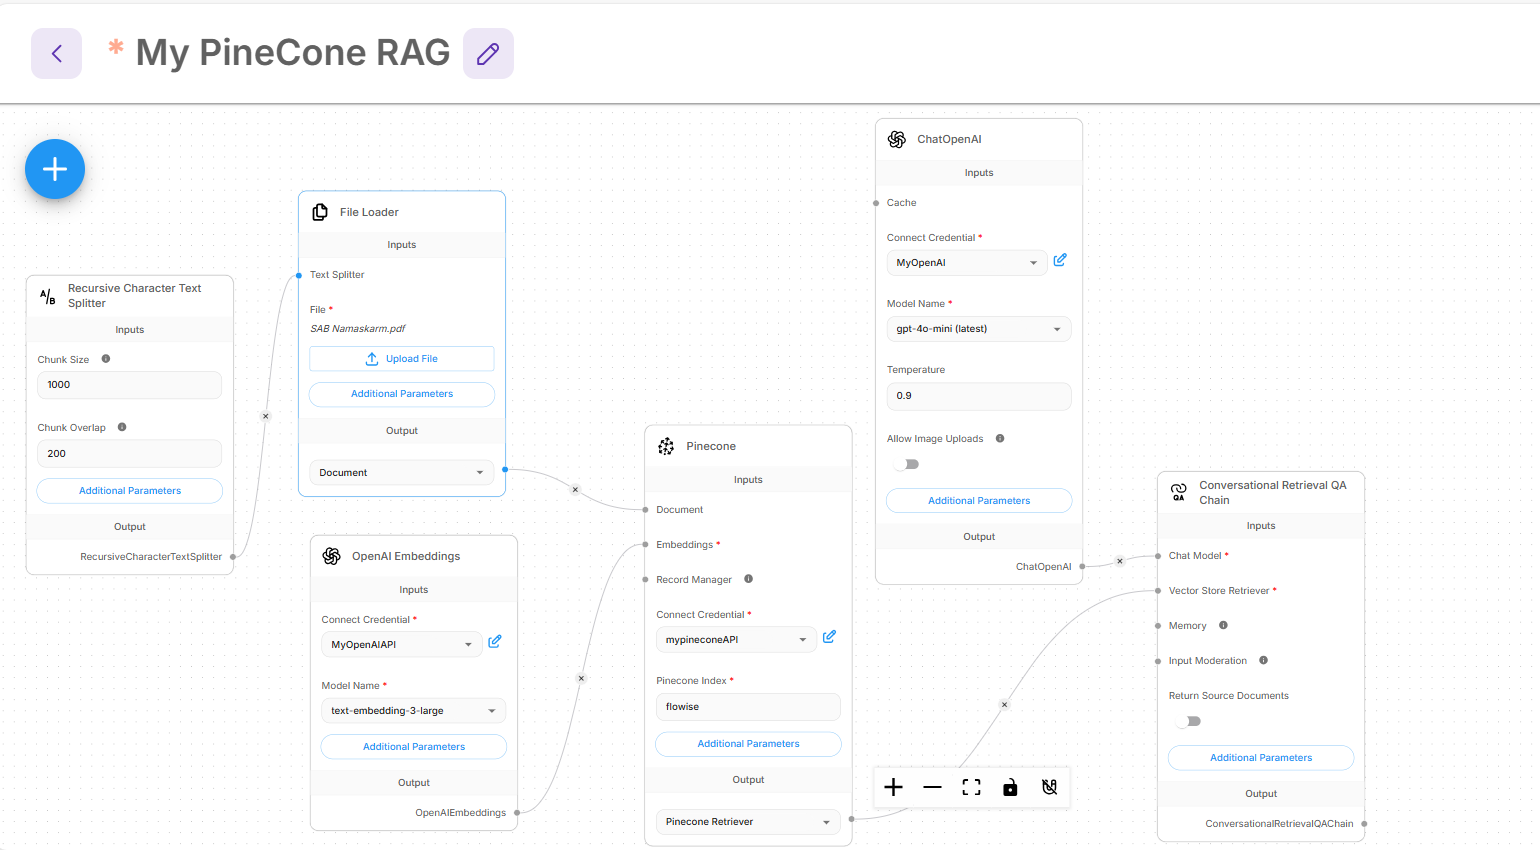 * My PineCone RAG
Recursive Character Text
Splitter
Inputs
Chunk Size
1000
Chunk Overlap
200
Additional Parameters
Output
RecursiveCharacterTextSplitter
File Loader
Inputs
Text Splitter
File *
SAB Namaskarm.pdf
Upload File
Additional Parameters
Output
Document
OpenAI Embeddings
Inputs
Connect Credential *
MyOpenAIAPI
Model Name *
text-embedding-3-large
Additional Parameters
Output
OpenAIEmbeddings
Pinecone
Inputs
Document
Embeddings *
Record Manager
Connect Credential *
mypineconeAPI
Pinecone Index *
flowise
Additional Parameters
Output
Pinecone Retriever
ChatOpenAI
Inputs
Cache
Connect Credential *
MyOpenAI
Model Name *
gpt-4o-mini (latest)
Temperature
0.9
Allow Image Uploads
Additional Parameters
Output
ChatOpenAI
Conversational Retrieval QA
Chain
Inputs
Chat Model *
Vector Store Retriever *
Memory
Input Moderation
Return Source Documents
Additional Parameters
Output
ConversationalRetrievalQAChain